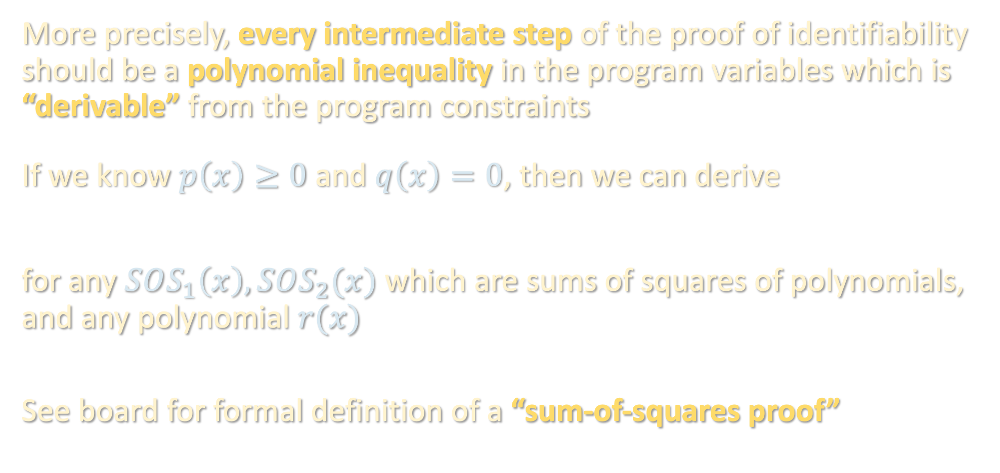 More precisely, every intermediate step of the proof of identifiability
should be a polynomial inequality in the program variables which is
“derivable” from the program constraints
If we know p(x) ≥ 0 and q(x) = 0, then we can derive
for any SOS₁(x), SOS₂(x) which are sums of squares of polynomials,
and any polynomial r(x)
See board for formal definition of a “sum-of-squares proof”